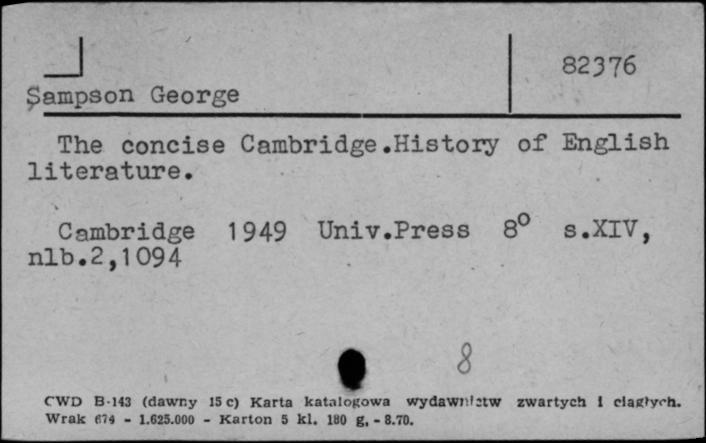 82376
Sampson George
The concise Cambridge.History of English
literature.
Cambridge 1949 Univ.Press 8° s.XIV,
nlb.2,1094
8
CWD B-143 (dawny 15 c) Karta katalogowa wydawnictw zwartych i ciągłych.
Wrak 674 - 1.625.000 - Karton 5 kl. 180 g. - 8.70.